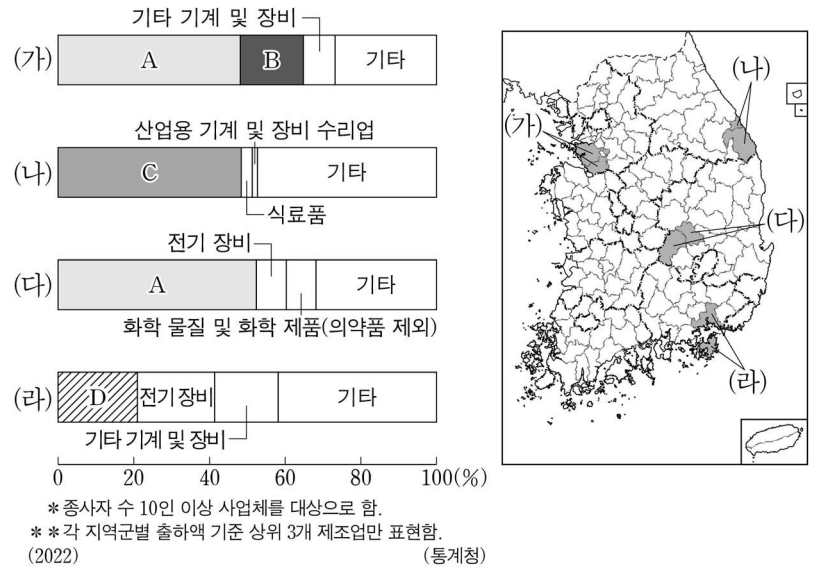 기타 기계 및 장비
(가) A B 기타
산업용 기계 및 장비 수리업
(나) C 기타
식료품
전기 장비
(다) A 기타
화학 물질 및 화학 제품(의약품 제외)
(라) D 전기 장비 기타
기타 기계 및 장비
0 20 40 60 80 100(%)
*종사자 수 10인 이상 사업체를 대상으로 함.
**각 지역군별 출하액 기준 상위 3개 제조업만 표현함.
(2022) (통계청)
(나)
(가)
(다)
(라)